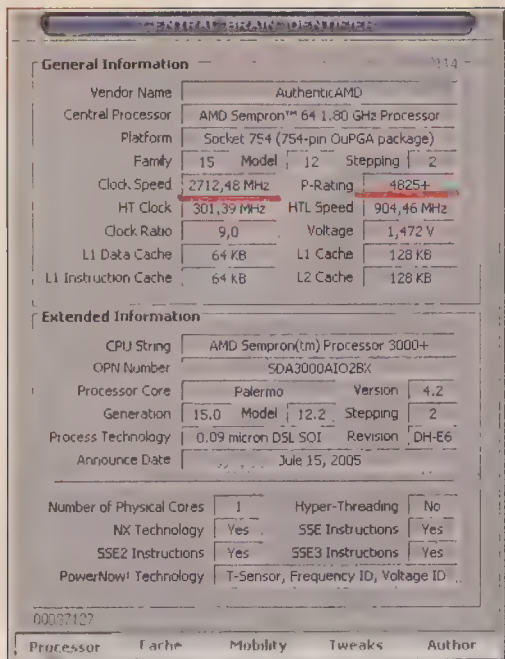 CENTRAL BRAIN IDENTIFIER
General Information
Vendor Name AuthenticAMD
Central Processor AMD Sempron™ 64 1.80 GHz Processor
Platform Socket 754 (754-pin OuPGA package)
Family 15 Model 12 Stepping 2
Clock Speed 2712,48 MHz P-Rating 4825+
HT Clock 301,39 MHz HTL Speed 904,46 MHz
Clock Ratio 9,0 Voltage 1,472 V
L1 Data Cache 64 KB L1 Cache 128 KB
L1 Instruction Cache 64 KB L2 Cache 128 KB
Extended Information
CPU String AMD Sempron(tm) Processor 3000+
OPN Number SDA3000AIO2BX
Processor Core Palermo Version 4.2
Generation 15.0 Model 12.2 Stepping 2
Process Technology 0.09 micron DSL SOI Revision DH-E6
Announce Date Jule 15, 2005
Number of Physical Cores 1 Hyper-Threading No
NX Technology Yes SSE Instructions Yes
SSE2 Instructions Yes SSE3 Instructions Yes
PowerNow! Technology T-Sensor, Frequency ID, Voltage ID
Processor Cache Mobility Tweaks Author